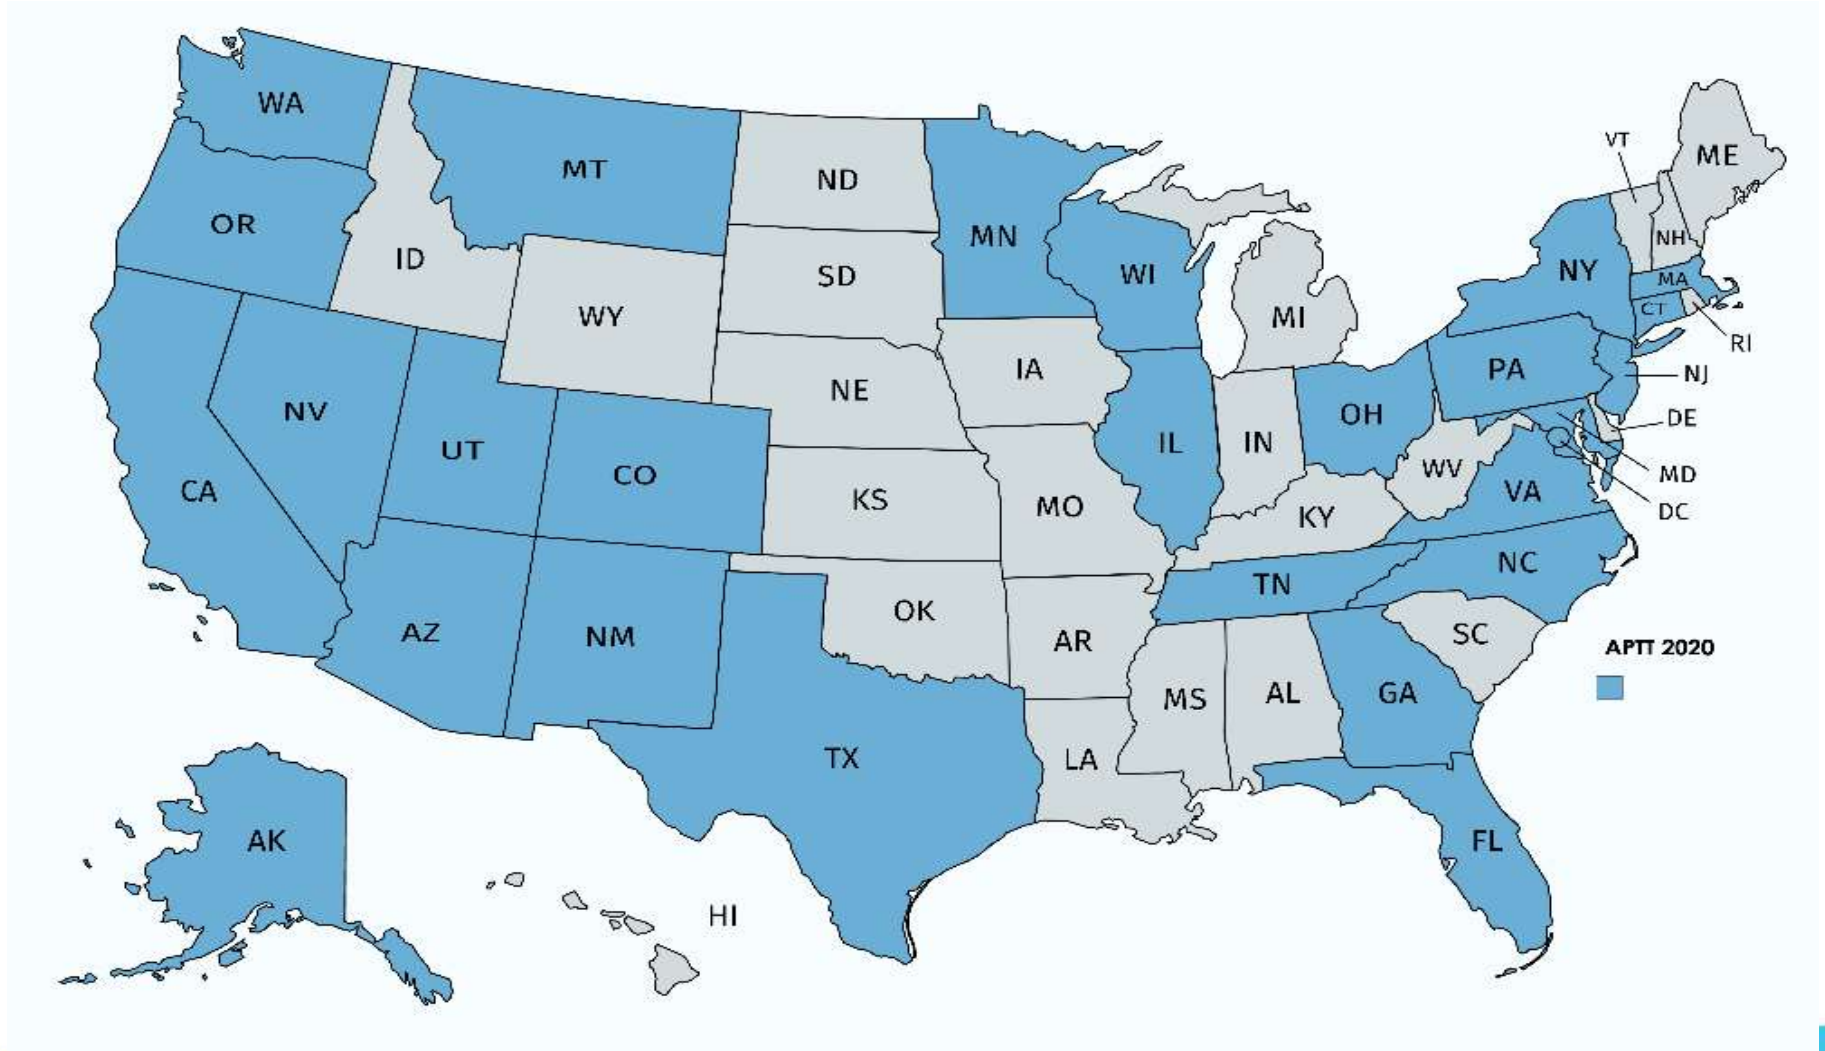 WA
MT
ND
MN
VT
ME
OR
ID
SD
WI
NH
NY
MA
WY
MI
CT
RI
IA
PA
NJ
NE
NV
OH
DE
UT
IL
IN
CO
WV
MD
CA
KS
MO
VA
DC
KY
NC
TN
AZ
NM
OK
AR
SC
APTT 2020
MS
AL
GA
TX
LA
AK
FL
HI